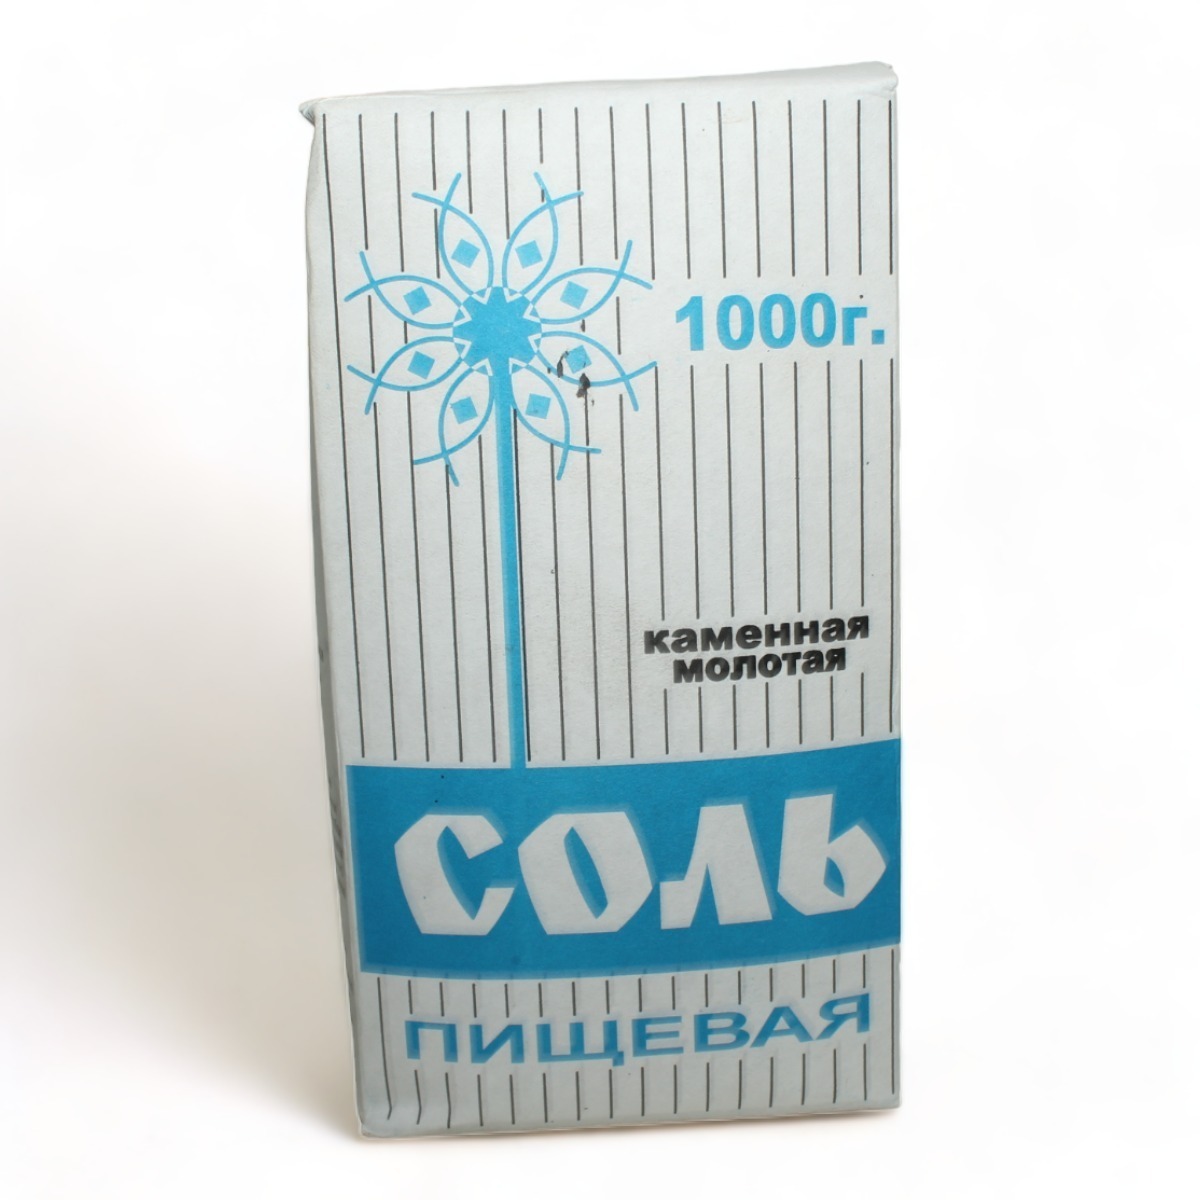 1000г.
каменная
молотая
СОЛЬ
ПИЩЕВАЯ